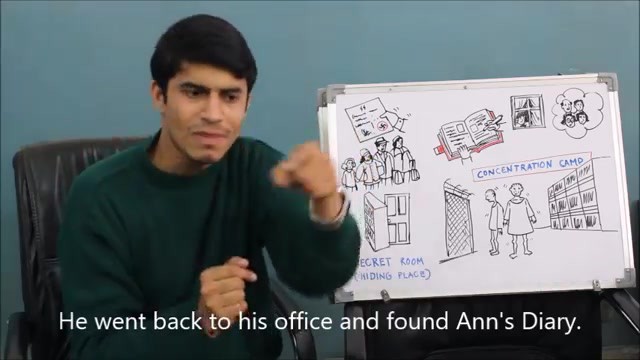 CONCENTRATION CAMP
SECRET ROOM
(HIDING PLACE)
He went back to his office and found Ann's Diary.